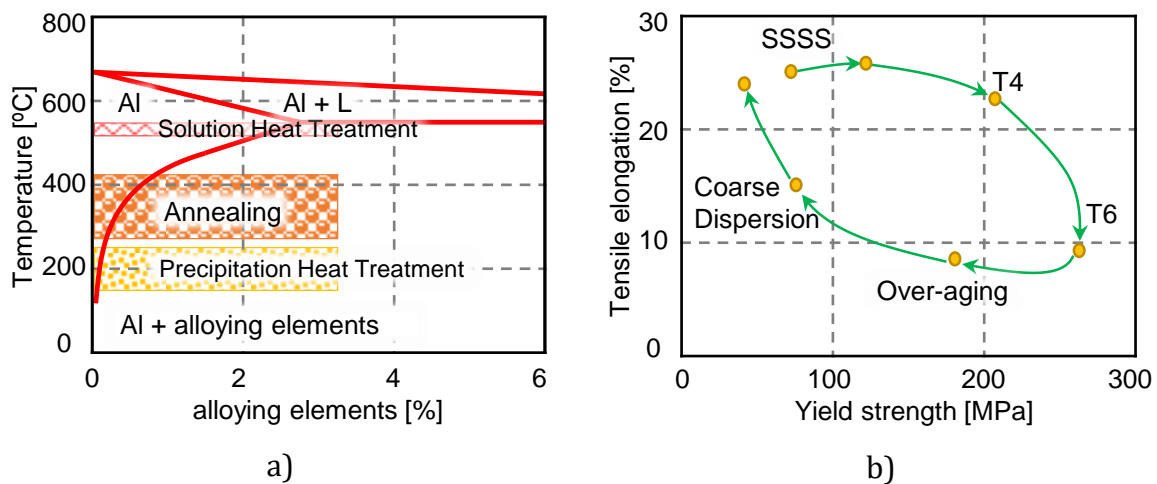 800
600
400
200
0
Temperature [ºC]
Al
Al + L
Solution Heat Treatment
Annealing
Precipitation Heat Treatment
Al + alloying elements
0
2
4
6
alloying elements [%]
a)
30
20
10
0
Tensile elongation [%]
SSSS
T4
T6
Coarse
Dispersion
Over-aging
0
100
200
300
Yield strength [MPa]
b)